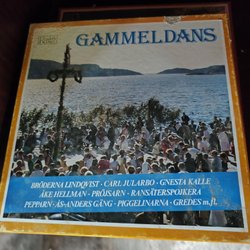 GAMMELDANS
BRÖDERNA LINDQVIST - CARL JULARBO - GNESTA KALLE
ÅKE HELLMAN - PRÖJSARN - RANSÄTERSPOJKERA
PEPPARN - ÅS-ANDERS GÄNG - PIGGELINARNA - GREDES m.fl.